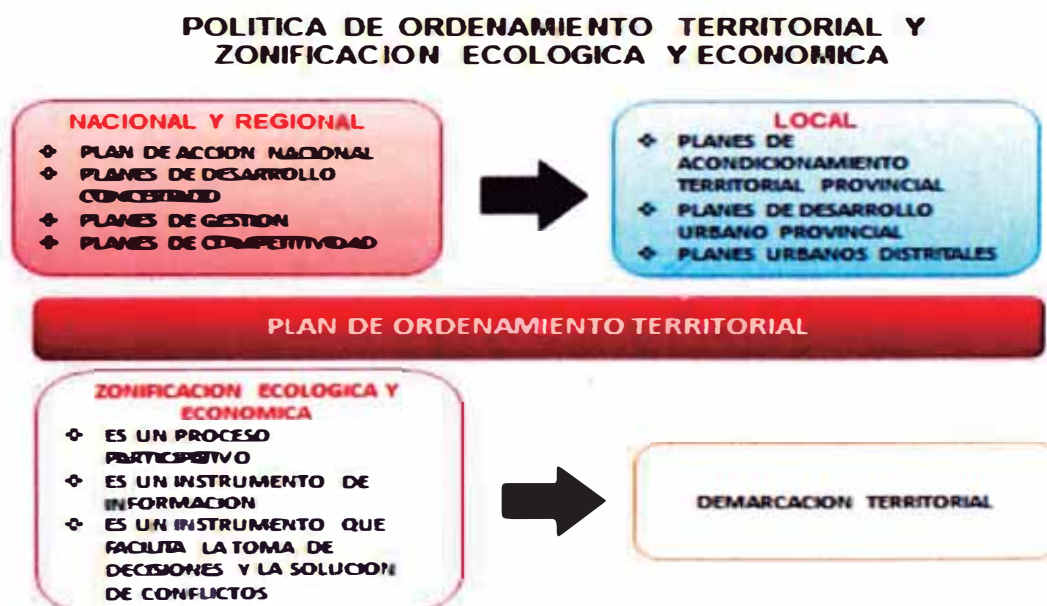 POLITICA DE ORDENAMIENTO TERRITORIAL Y
ZONIFICACION ECOLOGICA Y ECONOMICA
NACIONAL Y REGIONAL
❖ PLAN DE ACCION NACIONAL
❖ PLANES DE DESARROLLO
CONCERTADO
❖ PLANES DE GESTION
❖ PLANES DE COMPETITIVIDAD
LOCAL
❖ PLANES DE
ACONDICIONAMIENTO
TERRITORIAL PROVINCIAL
❖ PLANES DE DESARROLLO
URBANO PROVINCIAL
❖ PLANES URBANOS DISTRITALES
PLAN DE ORDENAMIENTO TERRITORIAL
ZONIFICACION ECOLOGICA Y
ECONOMICA
❖ ES UN PROCESO
PARTICIPATIVO
❖ ES UN INSTRUMENTO DE
INFORMACION
❖ ES UN INSTRUMENTO QUE
FACILITA LA TOMA DE
DECISIONES Y LA SOLUCION
DE CONFLICTOS
DEMARCACION TERRITORIAL